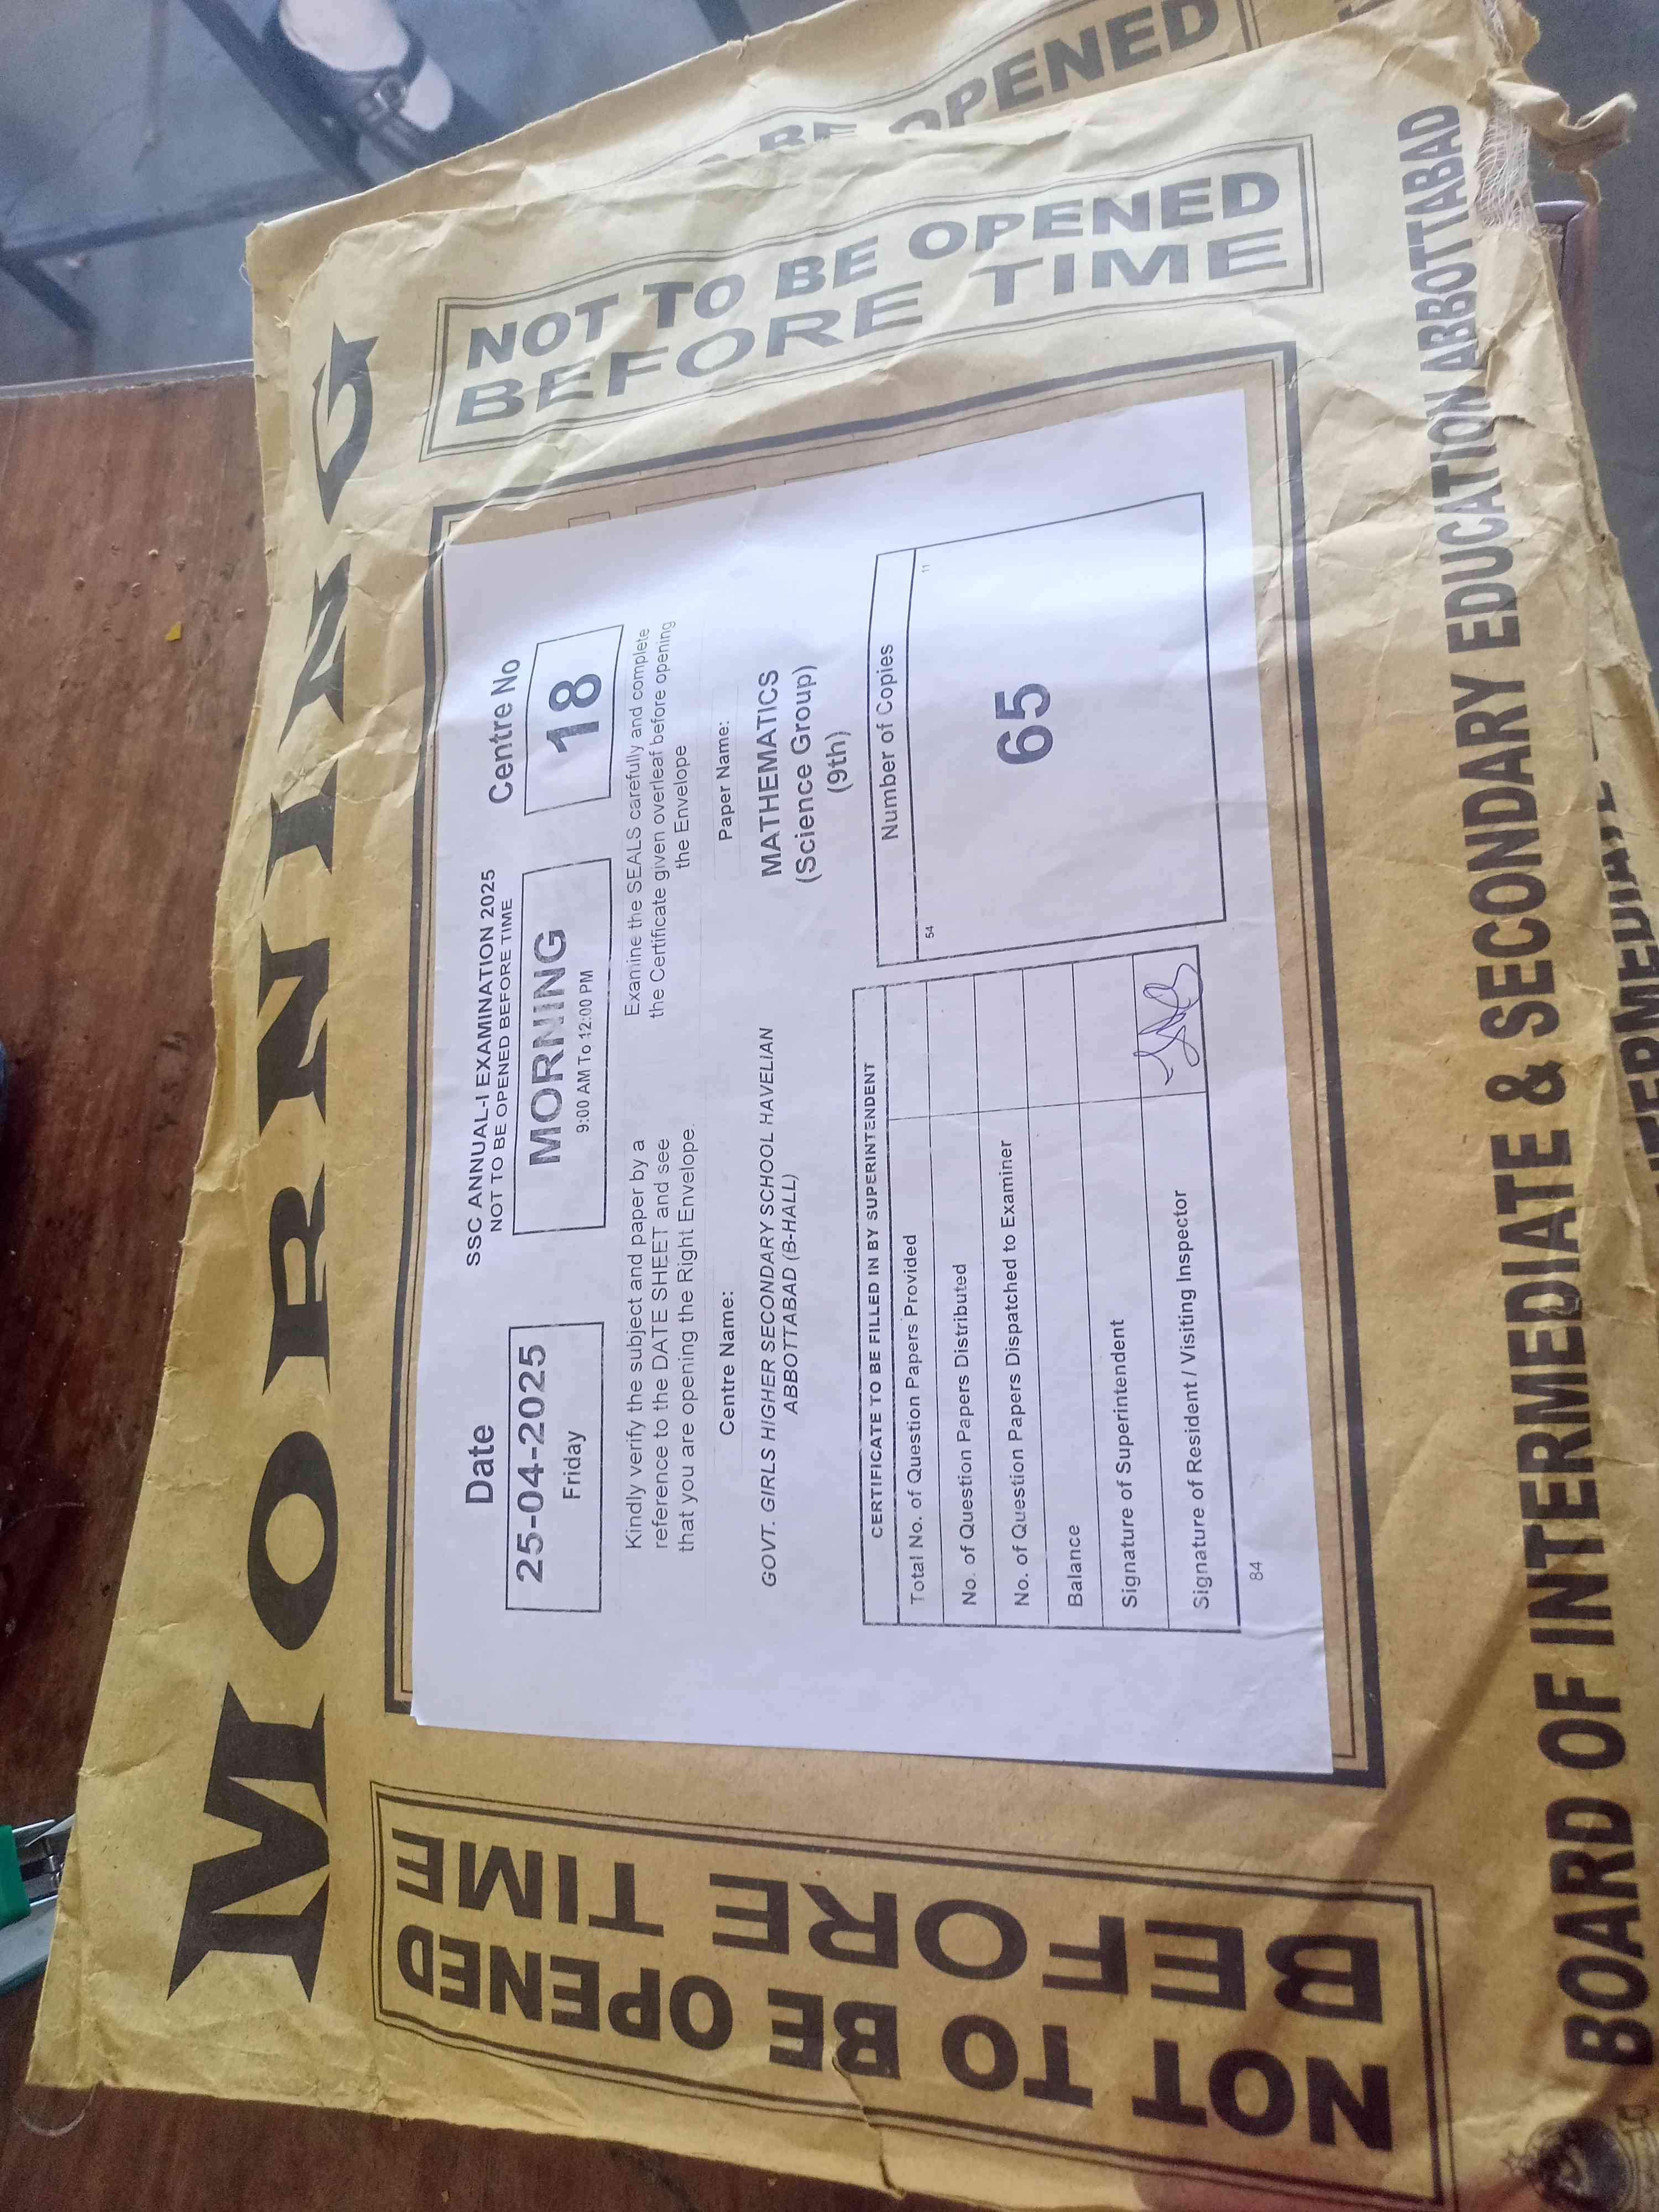 MORNING
NOT TO BE OPENED
BEFORE TIME
NOT TO BE OPENED
BEFORE TIME
BE OPENED
Date
25-04-2025
Friday
SSC ANNUAL-I EXAMINATION 2025
NOT TO BE OPENED BEFORE TIME
MORNING
9:00 AM To 12:00 PM
Centre No
18
Kindly verify the subject and paper by a
reference to the DATE SHEET and see
that you are opening the Right Envelope.
Examine the SEALS carefully and complete
the Certificate given overleaf before opening
the Envelope
Centre Name:
GOVT. GIRLS HIGHER SECONDARY SCHOOL HAVELIAN
ABBOTTABAD (B-HALL)
Paper Name:
MATHEMATICS
(Science Group)
(9th)
CERTIFICATE TO BE FILLED IN BY SUPERINTENDENT
Total No. of Question Papers Provided
No. of Question Papers Distributed
No. of Question Papers Dispatched to Examiner
Balance
Signature of Superintendent
Signature of Resident / Visiting Inspector
Number of Copies
54
11
65
84
BOARD OF INTERMEDIATE & SECONDARY EDUCATION ABBOTTABAD
INTERMEDIATE